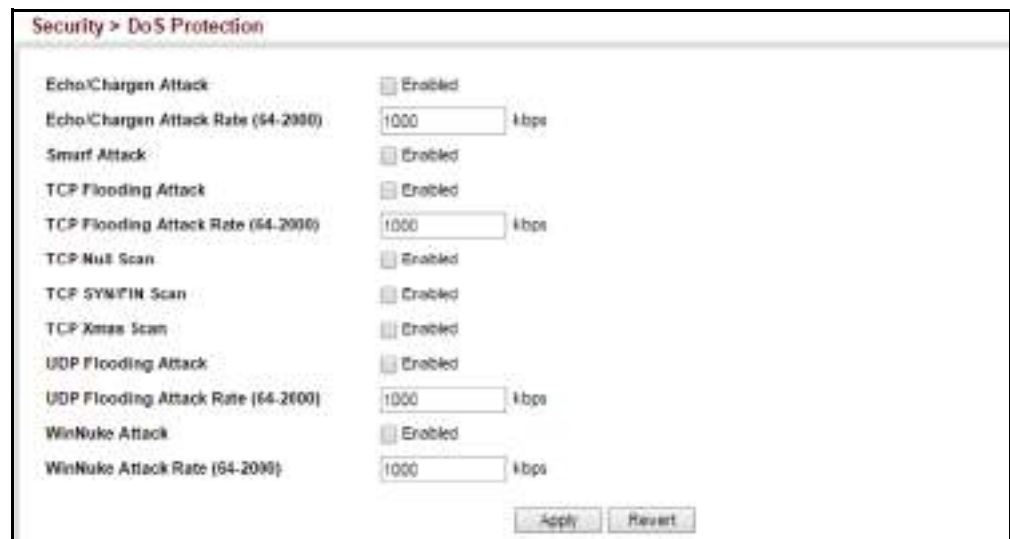 Security > DoS Protection
Echo/Chargen Attack Enabled
Echo/Chargen Attack Rate (64-2000) 1000 kbps
Smurf Attack Enabled
TCP Flooding Attack Enabled
TCP Flooding Attack Rate (64-2000) 1000 kbps
TCP Null Scan Enabled
TCP SYN/FIN Scan Enabled
TCP Xmas Scan Enabled
UDP Flooding Attack Enabled
UDP Flooding Attack Rate (64-2000) 1000 kbps
WinNuke Attack Enabled
WinNuke Attack Rate (64-2000) 1000 kbps
Apply Revert